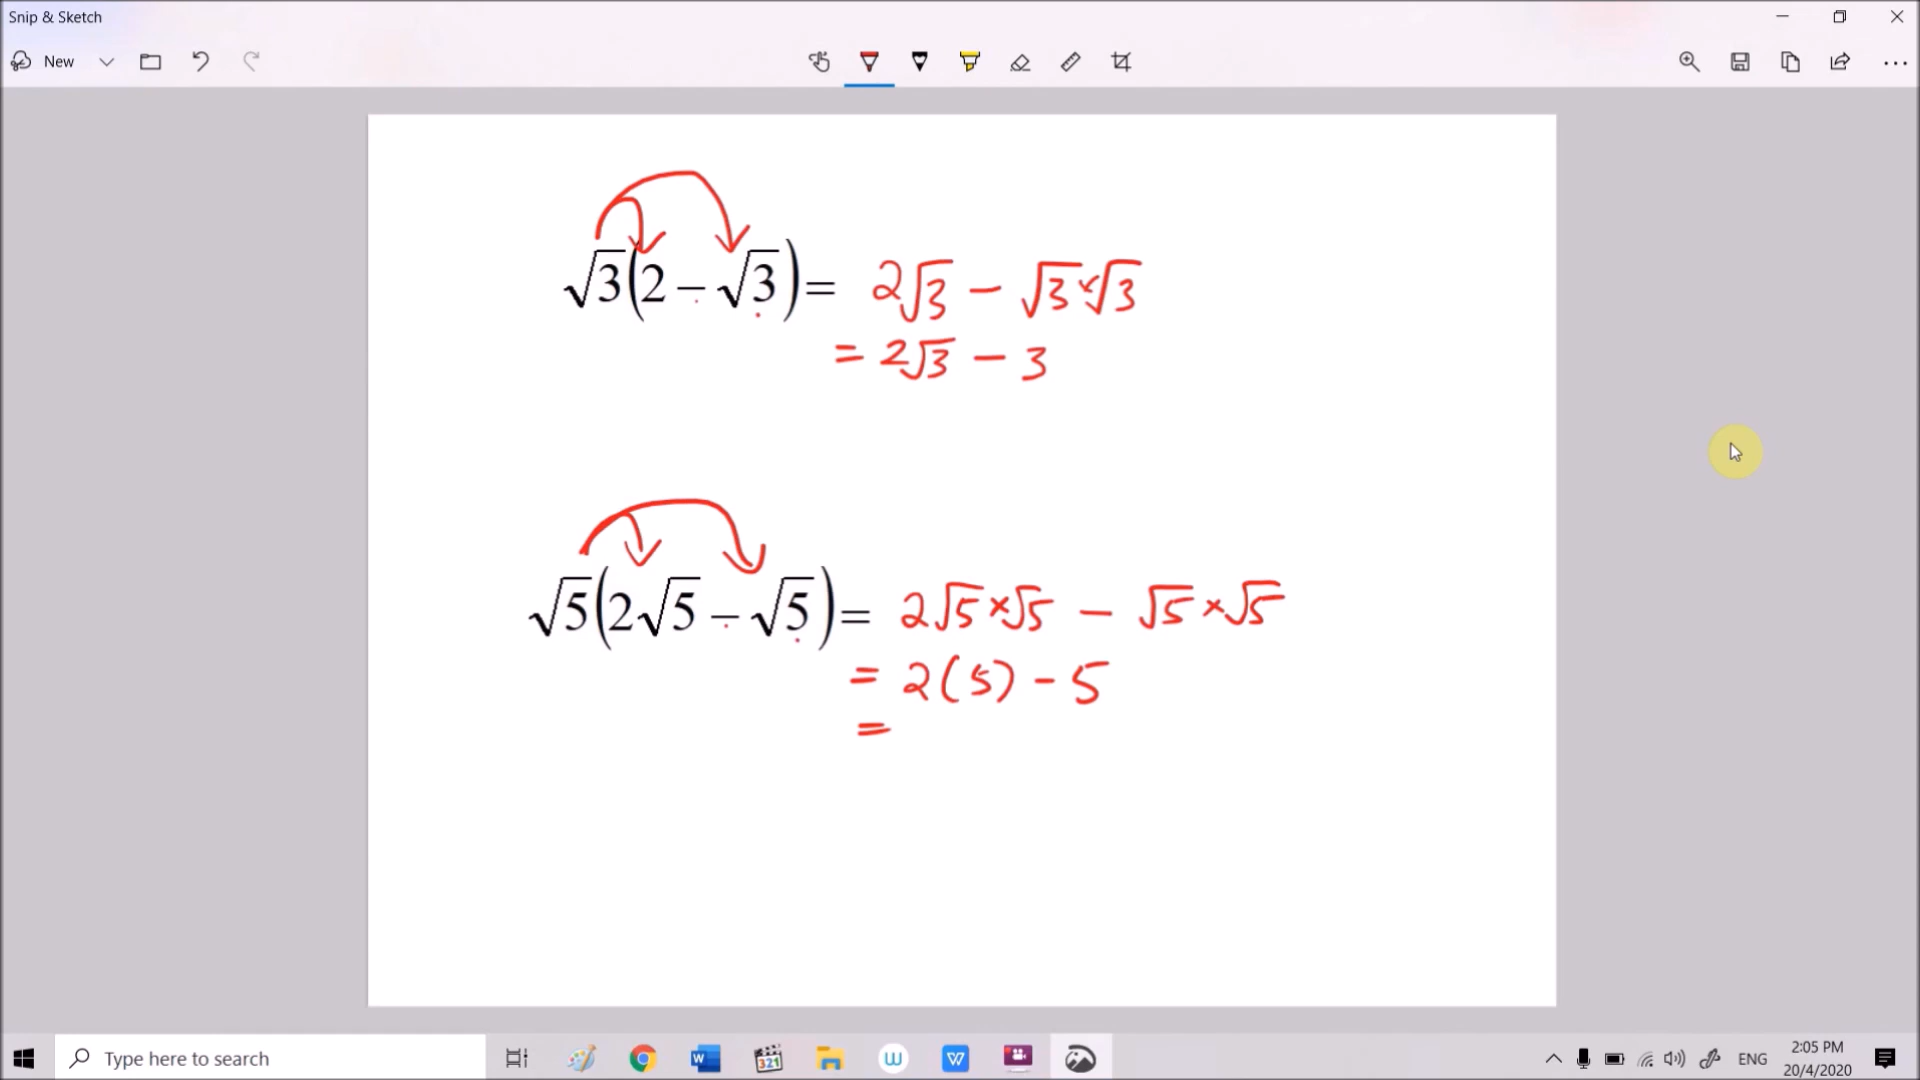 Snip & Sketch
New
√3(2 − √3) = 2√3 − √3×√3
= 2√3 − 3
√5(2√5 − √5) = 2√5×√5 − √5×√5
= 2(5) − 5
=
321
W
W
W
Type here to search
ENG
2:05 PM
20/4/2020